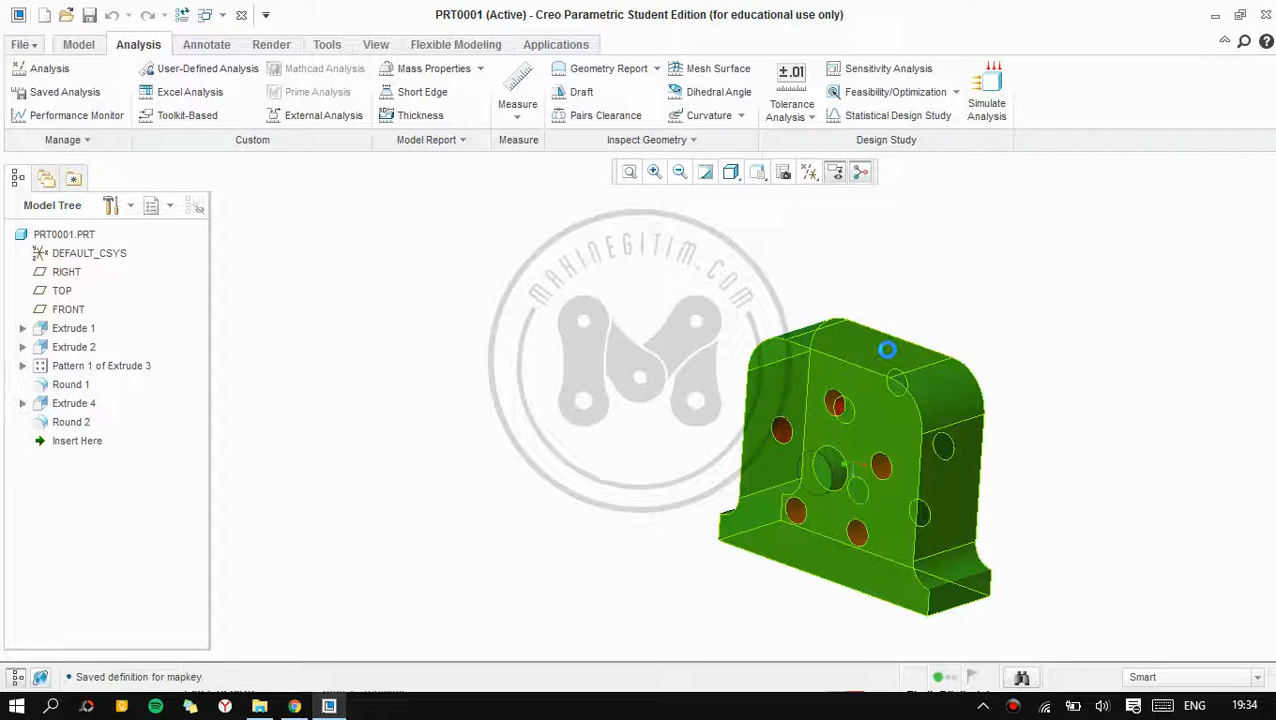 PRT0001 (Active) - Creo Parametric Student Edition (for educational use only)
File Model Analysis Annotate Render Tools View Flexible Modeling Applications
Analysis User-Defined Analysis Mathcad Analysis Mass Properties Geometry Report Mesh Surface ±.01 Sensitivity Analysis
Saved Analysis Excel Analysis Prime Analysis Short Edge Measure Draft Dihedral Angle Tolerance Analysis Feasibility/Optimization Simulate Analysis
Performance Monitor Toolkit-Based External Analysis Thickness Pairs Clearance Curvature Statistical Design Study
Manage Custom Model Report Measure Inspect Geometry Design Study
Model Tree
PRT0001.PRT
DEFAULT_CSYS
RIGHT
TOP
FRONT
Extrude 1
Extrude 2
Pattern 1 of Extrude 3
Round 1
Extrude 4
Round 2
Insert Here
MAKINEGITIM.COM
Saved definition for mapkey.
Smart
ENG
19:34